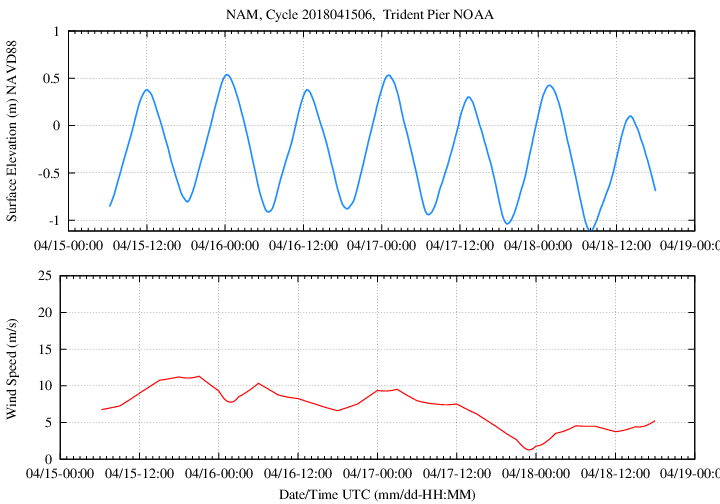 NAM, Cycle 2018041506,  Trident Pier NOAA
Surface Elevation (m) NAVD88
1
0.5
0
-0.5
-1
04/15-00:00 04/15-12:00 04/16-00:00 04/16-12:00 04/17-00:00 04/17-12:00 04/18-00:00 04/18-12:00 04/19-0
Wind Speed (m/s)
25
20
15
10
5
0
04/15-00:00 04/15-12:00 04/16-00:00 04/16-12:00 04/17-00:00 04/17-12:00 04/18-00:00 04/18-12:00 04/19-0
Date/Time UTC (mm/dd-HH:MM)